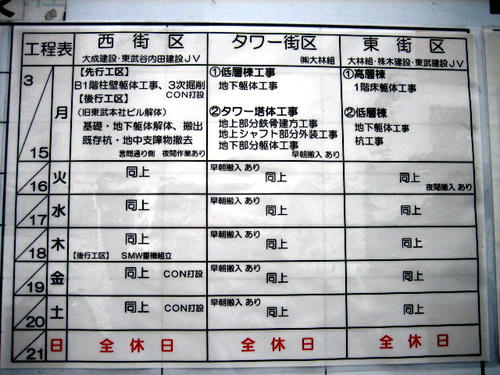 工程表
西街区
大成建設・東武谷内田建設JV
タワー街区
㈱大林組
東街区
大林組・株木建設・東武建設JV
3
月
15
【先行工区】
B1階柱壁躯体工事、3次掘削
CON打設
【後行工区】
(旧東武本社ビル解体)
基礎・地下躯体解体、搬出
既存杭・地中支障物撤去
言問通り側 夜間作業あり
①低層棟工事
地下躯体工事
②タワー塔体工事
地上部分鉄骨建方工事
地上シャフト部分外装工事
地下部分躯体工事
早朝搬入 あり
①高層棟
1階床躯体工事
②低層棟
地下躯体工事
杭工事
16
火
同上
早朝搬入 あり
同上
同上
夜間搬入 あり
17
水
同上
早朝搬入 あり
同上
同上
18
木
同上
【後行工区】 SMW重機組立
早朝搬入 あり
同上
同上
19
金
同上 CON打設
早朝搬入 あり
同上
同上
20
土
同上 CON打設
早朝搬入 あり
同上
同上
21
日
全休日
全休日
全休日